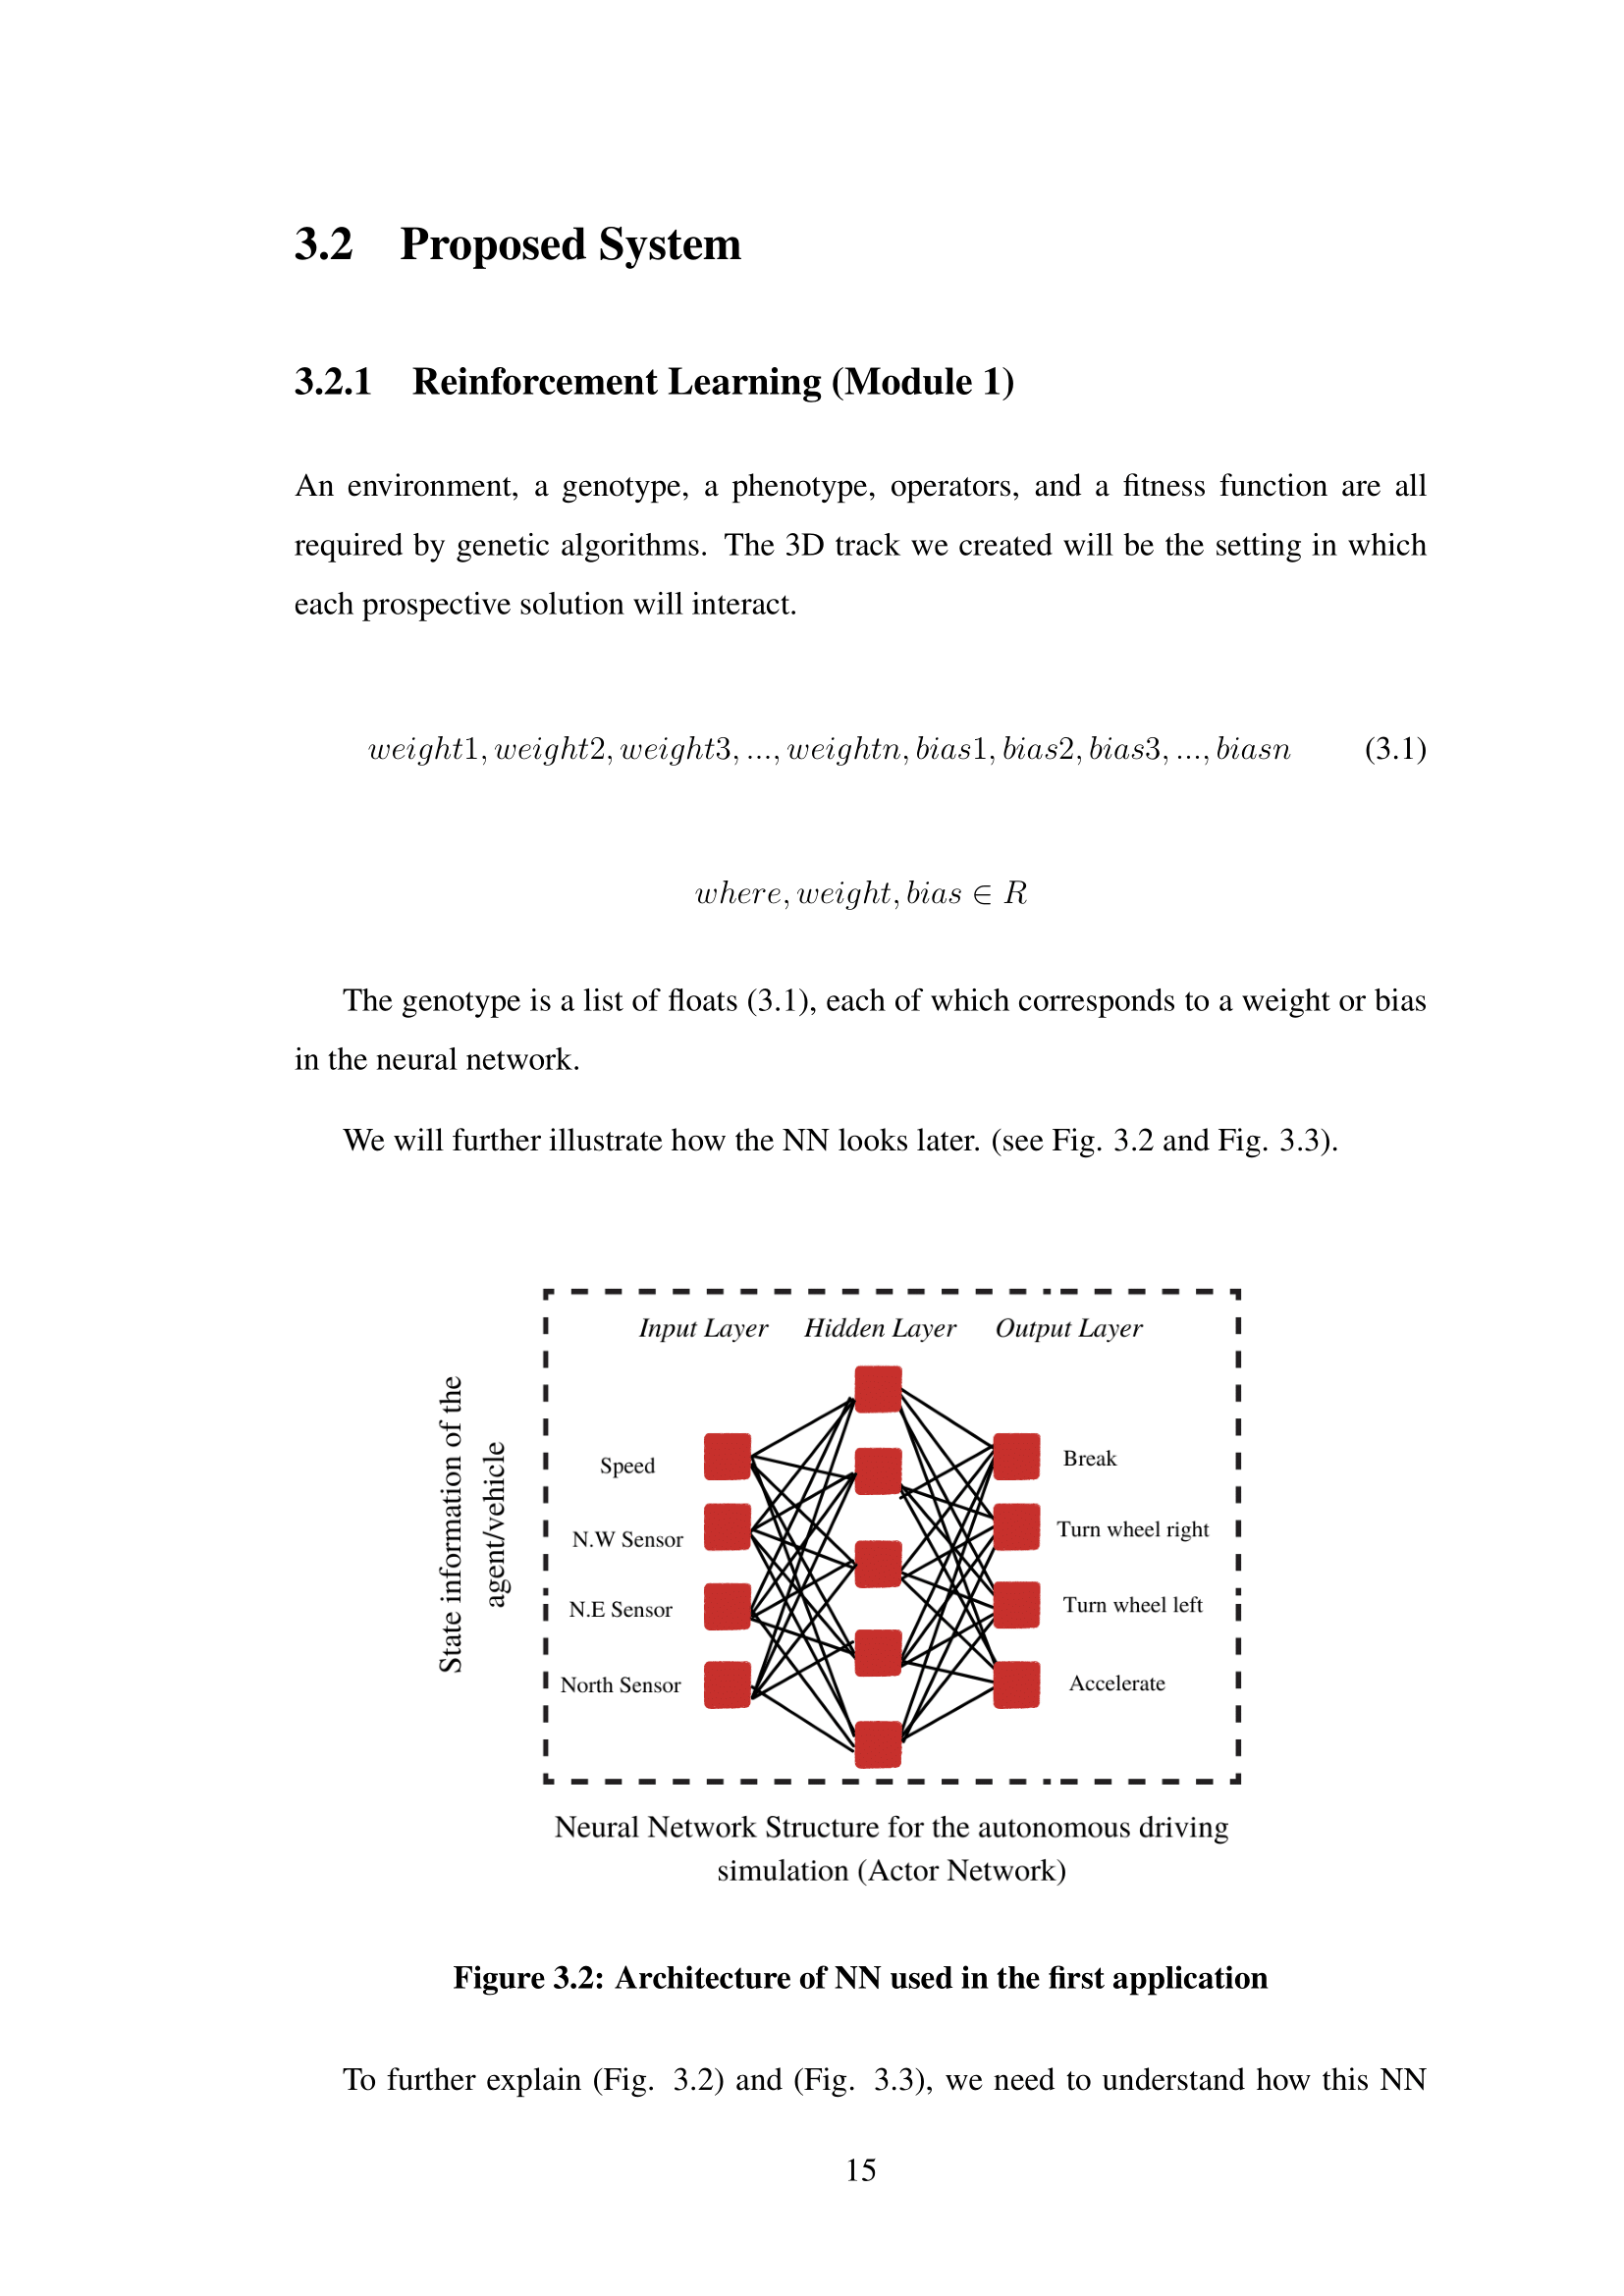 3.2 Proposed System
3.2.1 Reinforcement Learning (Module 1)
An environment, a genotype, a phenotype, operators, and a fitness function are all
required by genetic algorithms. The 3D track we created will be the setting in which
each prospective solution will interact.
weight1, weight2, weight3, ..., weightn, bias1, bias2, bias3, ..., biasn (3.1)
where, weight, bias ∈ R
The genotype is a list of floats (3.1), each of which corresponds to a weight or bias
in the neural network.
We will further illustrate how the NN looks later. (see Fig. 3.2 and Fig. 3.3).
State information of the
agent/vehicle
Input Layer Hidden Layer Output Layer
Speed
N.W Sensor
N.E Sensor
North Sensor
Break
Turn wheel right
Turn wheel left
Accelerate
Neural Network Structure for the autonomous driving
simulation (Actor Network)
Figure 3.2: Architecture of NN used in the first application
To further explain (Fig. 3.2) and (Fig. 3.3), we need to understand how this NN
15